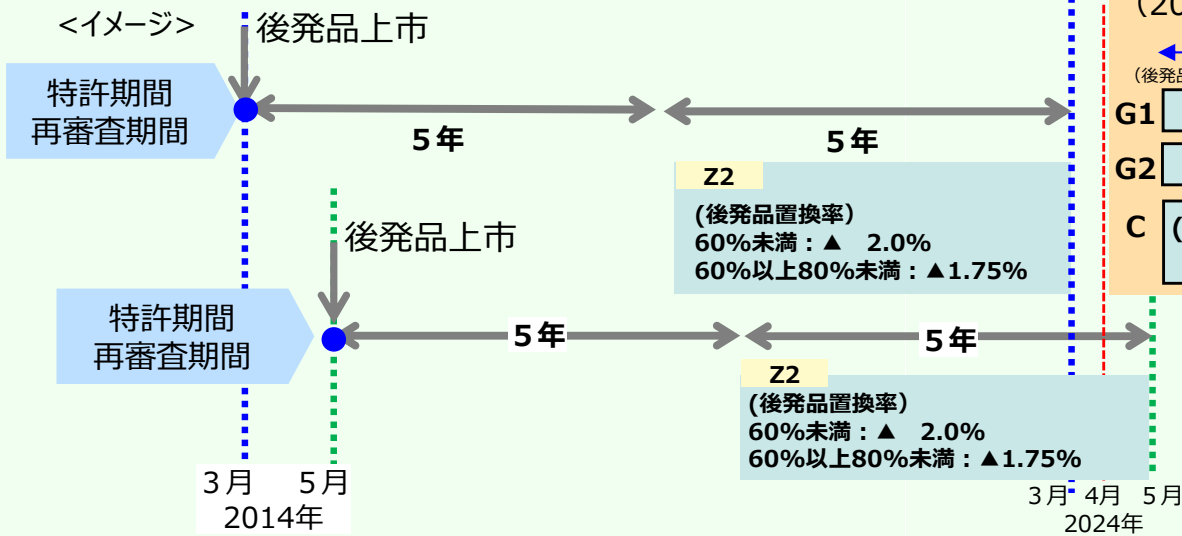 <イメージ>
後発品上市
特許期間
再審査期間
5年
5年
Z2
(後発品置換率)
60%未満：▲ 2.0%
60%以上80%未満：▲1.75%
後発品上市
特許期間
再審査期間
5年
5年
Z2
(後発品置換率)
60%未満：▲ 2.0%
60%以上80%未満：▲1.75%
3月 5月
2014年
3月 4月 5月
2024年
（20
（後発品
G1
G2
C
(